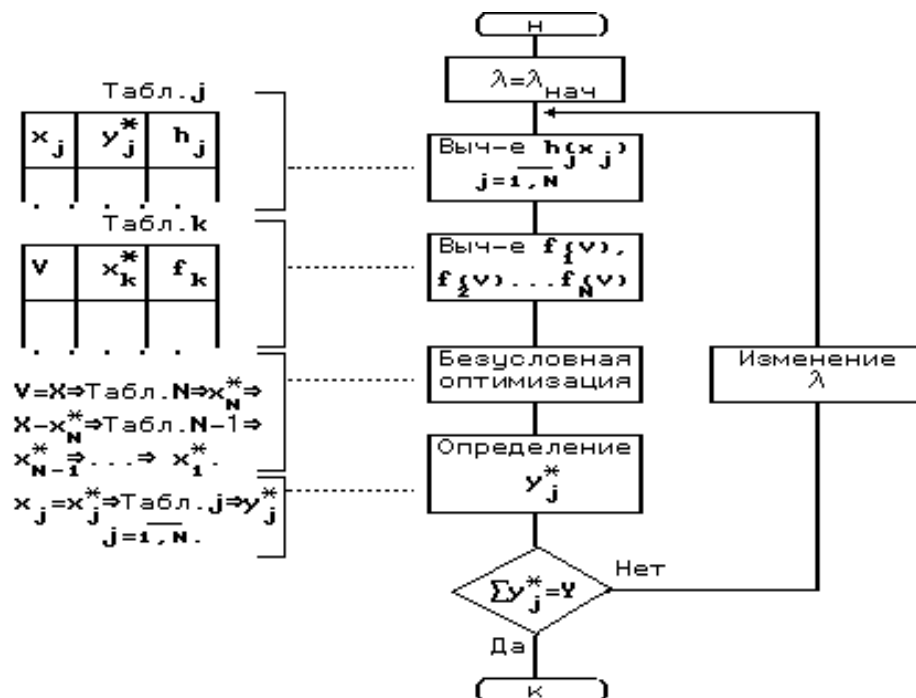 н
λ=λнач
Табл.j
xj y*j hj
Выч-е h(xj)
j=1,N
Табл.k
V x*k fk
Выч-е f1(v),
f2(v)...fN(v)
Безусловная
оптимизация
Изменение
λ
V=X⇒Табл.N⇒x*N⇒
X-x*N⇒Табл.N-1⇒
x*N-1⇒...⇒ x*1.
Определение
y*j
xj=x*j⇒Табл.j⇒y*j
j=1,N.
∑y*j=Y
Нет
Да
к